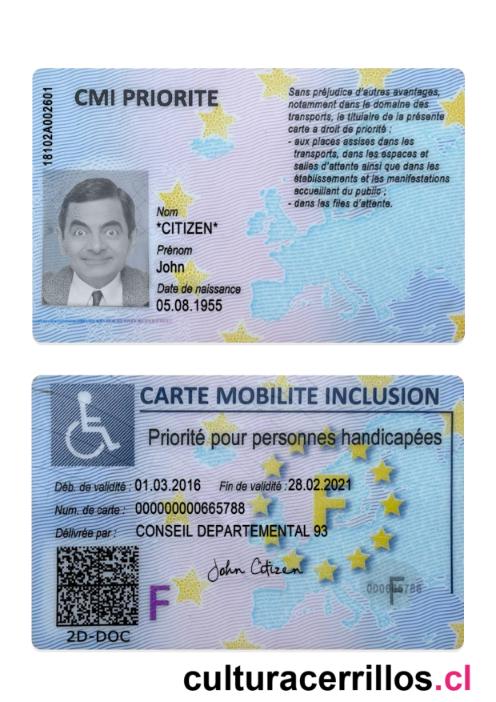 18102A002601
CMI PRIORITE
Sans préjudice d'autres avantages,
notamment dans le domaine des
transports, le titulaire de la présente
carte a droit de priorité :
- aux places assises dans les
transports, dans les espaces et
salles d'attente ainsi que dans les
établissements et les manifestations
accueillant du public ;
- dans les files d'attente.
Nom
*CITIZEN*
Prénom
John
Date de naissance
05.08.1955
CARTE MOBILITE INCLUSION
Priorité pour personnes handicapées
Déb. de validité : 01.03.2016 Fin de validité : 28.02.2021
Num. de carte : 000000000665788
Délivrée par : CONSEIL DEPARTEMENTAL 93
F
John Citizen
F
F
2D-DOC
culturacerrillos.cl